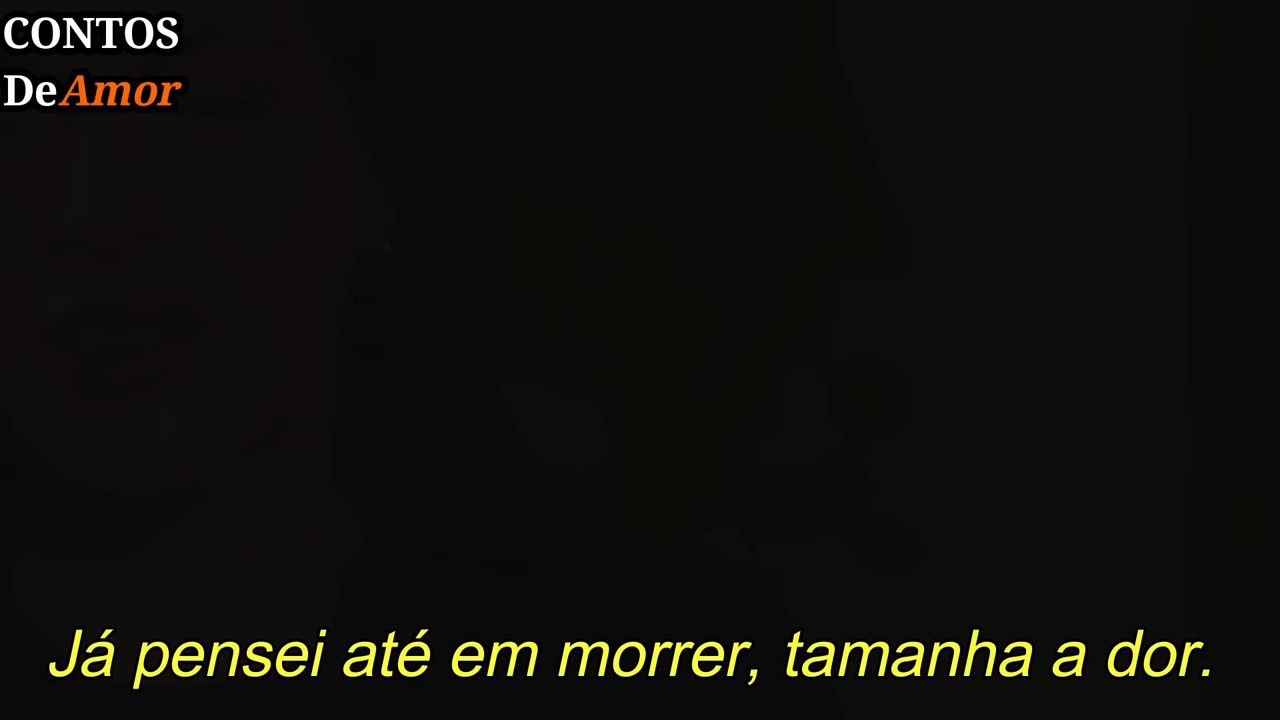 CONTOS
DeAmor
Já pensei até em morrer, tamanha a dor.